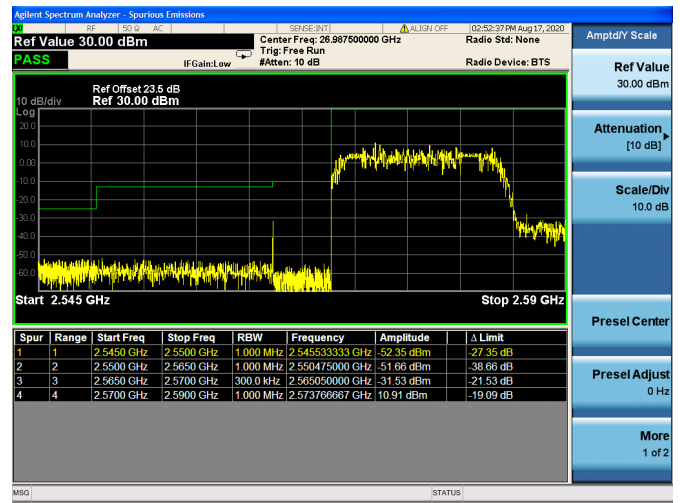 Agilent Spectrum Analyzer - Spurious Emissions
RF 50 Ω AC SENSE:INT ALIGN OFF 02:52:37 PM Aug 17, 2020
Ref Value 30.00 dBm Center Freq: 26.987500000 GHz Radio Std: None
Trig: Free Run
PASS IFGain:Low #Atten: 10 dB Radio Device: BTS
Ref Offset 23.5 dB
10 dB/div Ref 30.00 dBm
Log
20.0
10.0
0.00
-10.0
-20.0
-30.0
-40.0
-50.0
-60.0
Start 2.545 GHz Stop 2.59 GHz
Spur Range Start Freq Stop Freq RBW Frequency Amplitude Δ Limit
1 1 2.5450 GHz 2.5500 GHz 1.000 MHz 2.545533333 GHz -52.35 dBm -27.35 dB
2 2 2.5500 GHz 2.5650 GHz 1.000 MHz 2.550475000 GHz -51.66 dBm -38.66 dB
3 3 2.5650 GHz 2.5700 GHz 300.0 kHz 2.565050000 GHz -31.53 dBm -21.53 dB
4 4 2.5700 GHz 2.5900 GHz 1.000 MHz 2.573766667 GHz 10.91 dBm -19.09 dB
MSG STATUS
Amptd/Y Scale
Ref Value
30.00 dBm
Attenuation
[10 dB]
Scale/Div
10.0 dB
Presel Center
Presel Adjust
0 Hz
More
1 of 2